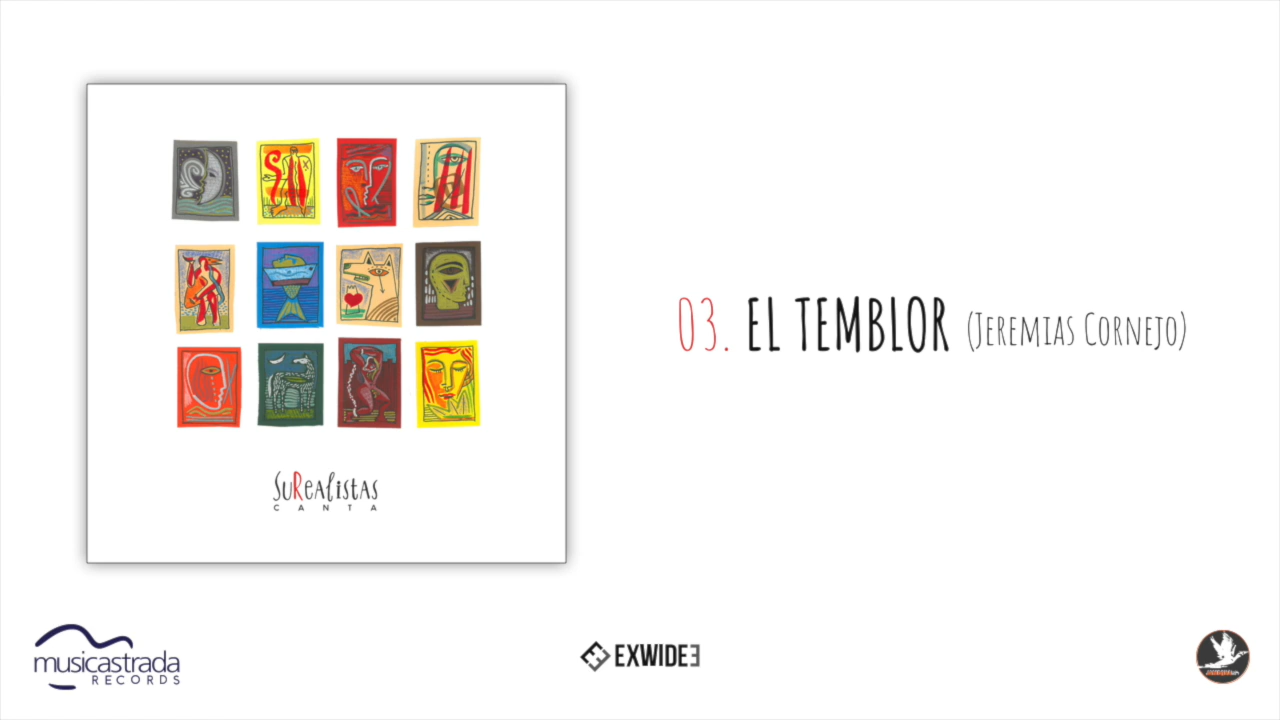 03. EL TEMBLOR (JEREMIAS CORNEJO)
SuRealistas
CANTA
musicastrada
RECORDS
EXWIDE